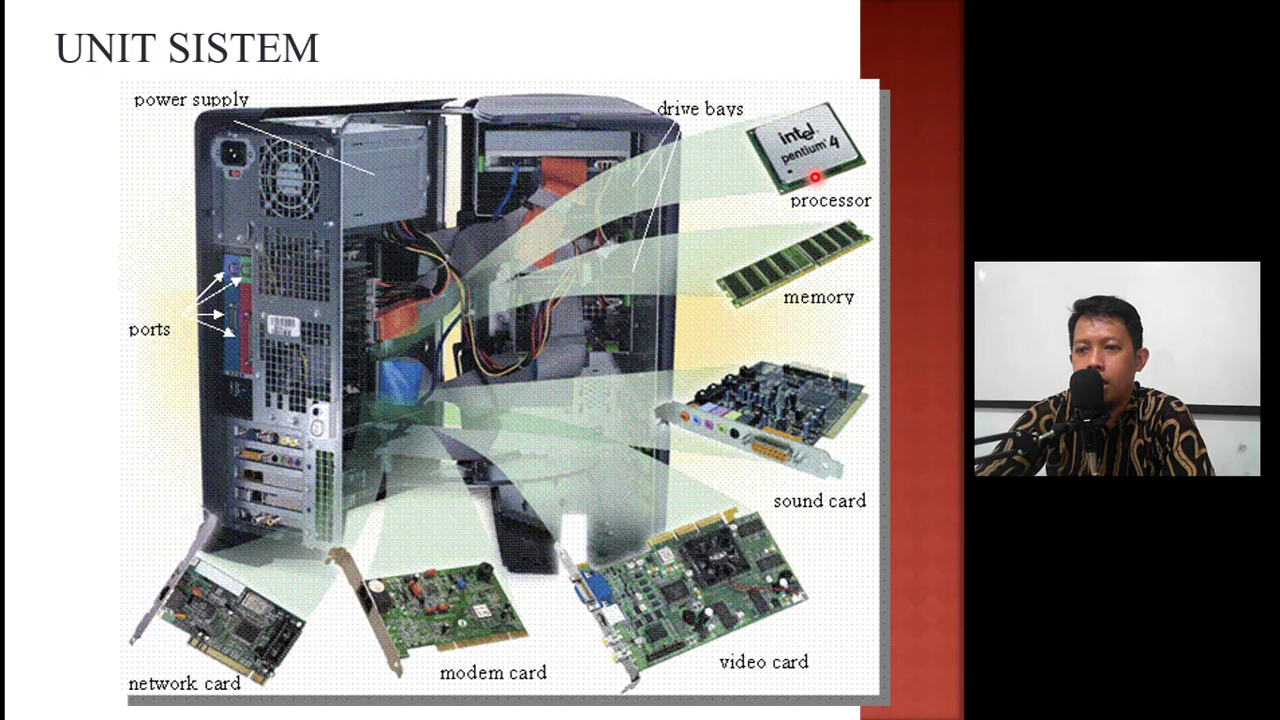 UNIT SISTEM
power supply
drive bays
intel
pentium 4
processor
memory
ports
sound card
video card
modem card
network card